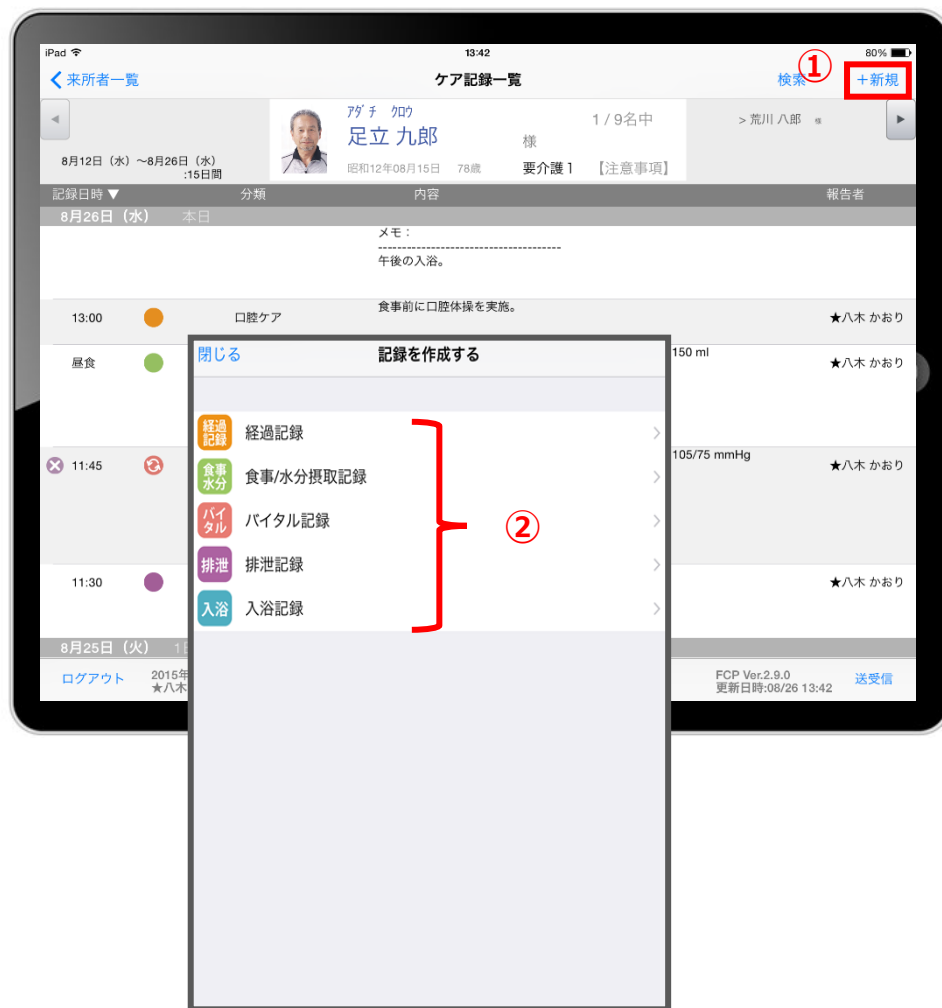 iPad 13:42 80%
来所者一覧 ケア記録一覧 検索 ① +新規
アダチ クロウ
足立 九郎 様 1 / 9名中 > 荒川 八郎 様
昭和12年08月15日 78歳 要介護1 【注意事項】
8月12日（水）～8月26日（水）
:15日間
記録日時▼ 分類 内容 報告者
8月26日（水） 本日
メモ：
--------------------------------------
午後の入浴。
13:00 口腔ケア 食事前に口腔体操を実施。 ★八木 かおり
昼食 150 ml ★八木 かおり
11:45 105/75 mmHg ★八木 かおり
11:30 ★八木 かおり
8月25日（火） 1
ログアウト 2015年 FCP Ver.2.9.0 送受信
★八木 更新日時:08/26 13:42
閉じる 記録を作成する
経過
記録 経過記録
食事
水分 食事/水分摂取記録
バイ
タル バイタル記録
②
排泄 排泄記録
入浴 入浴記録